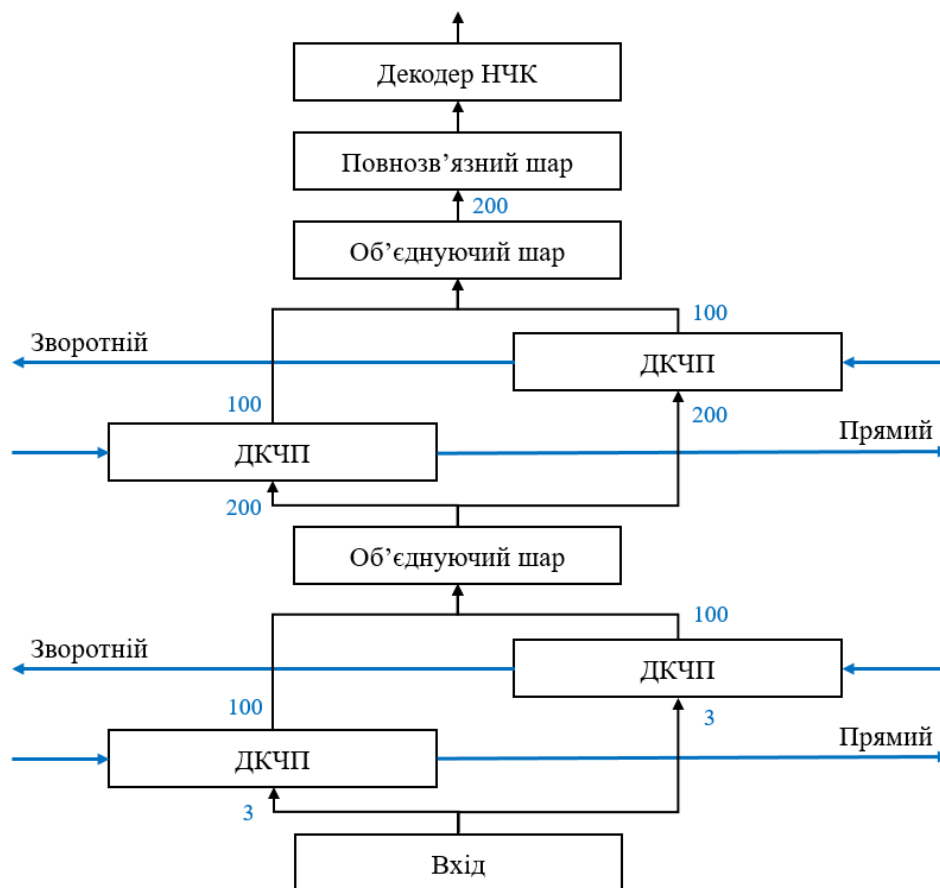 Декодер НЧК
Повнозв’язний шар
200
Об’єднуючий шар
100
Зворотній
ДКЧП
100
200
Прямий
ДКЧП
200
Об’єднуючий шар
100
Зворотній
ДКЧП
100
3
Прямий
ДКЧП
3
Вхід